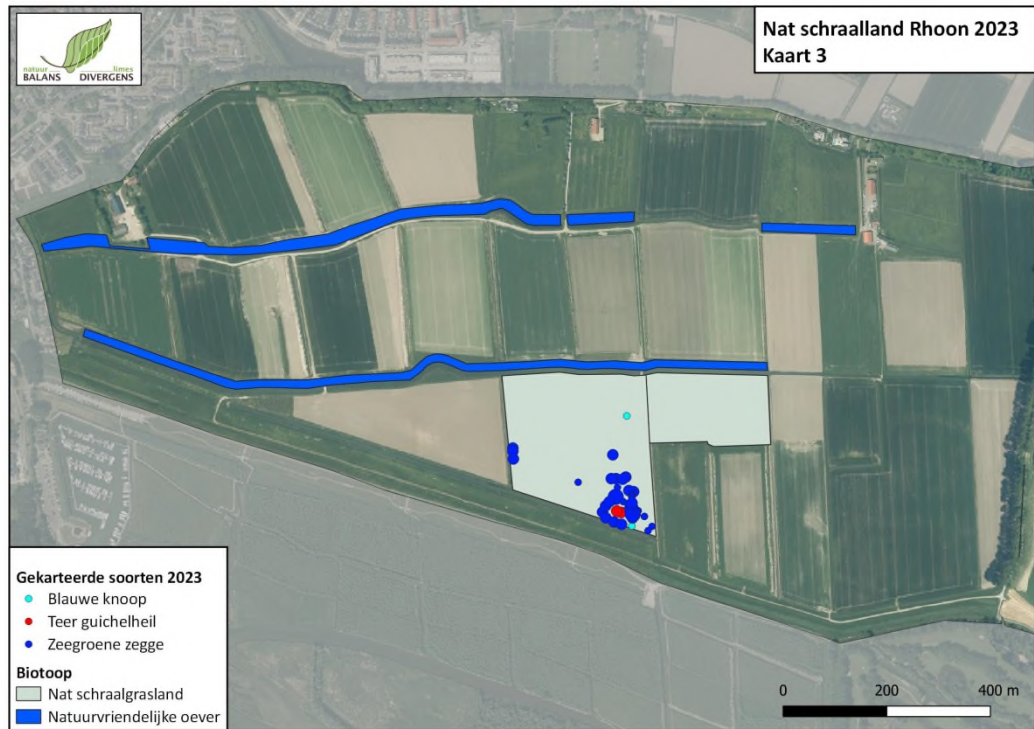 natuur limes
BALANS DIVERGENS
Nat schraalland Rhoon 2023
Kaart 3
Gekarteerde soorten 2023
Blauwe knoop
Teer guichelheil
Zeegroene zegge
Biotoop
Nat schraalgrasland
Natuurvriendelijke oever
0 200 400 m